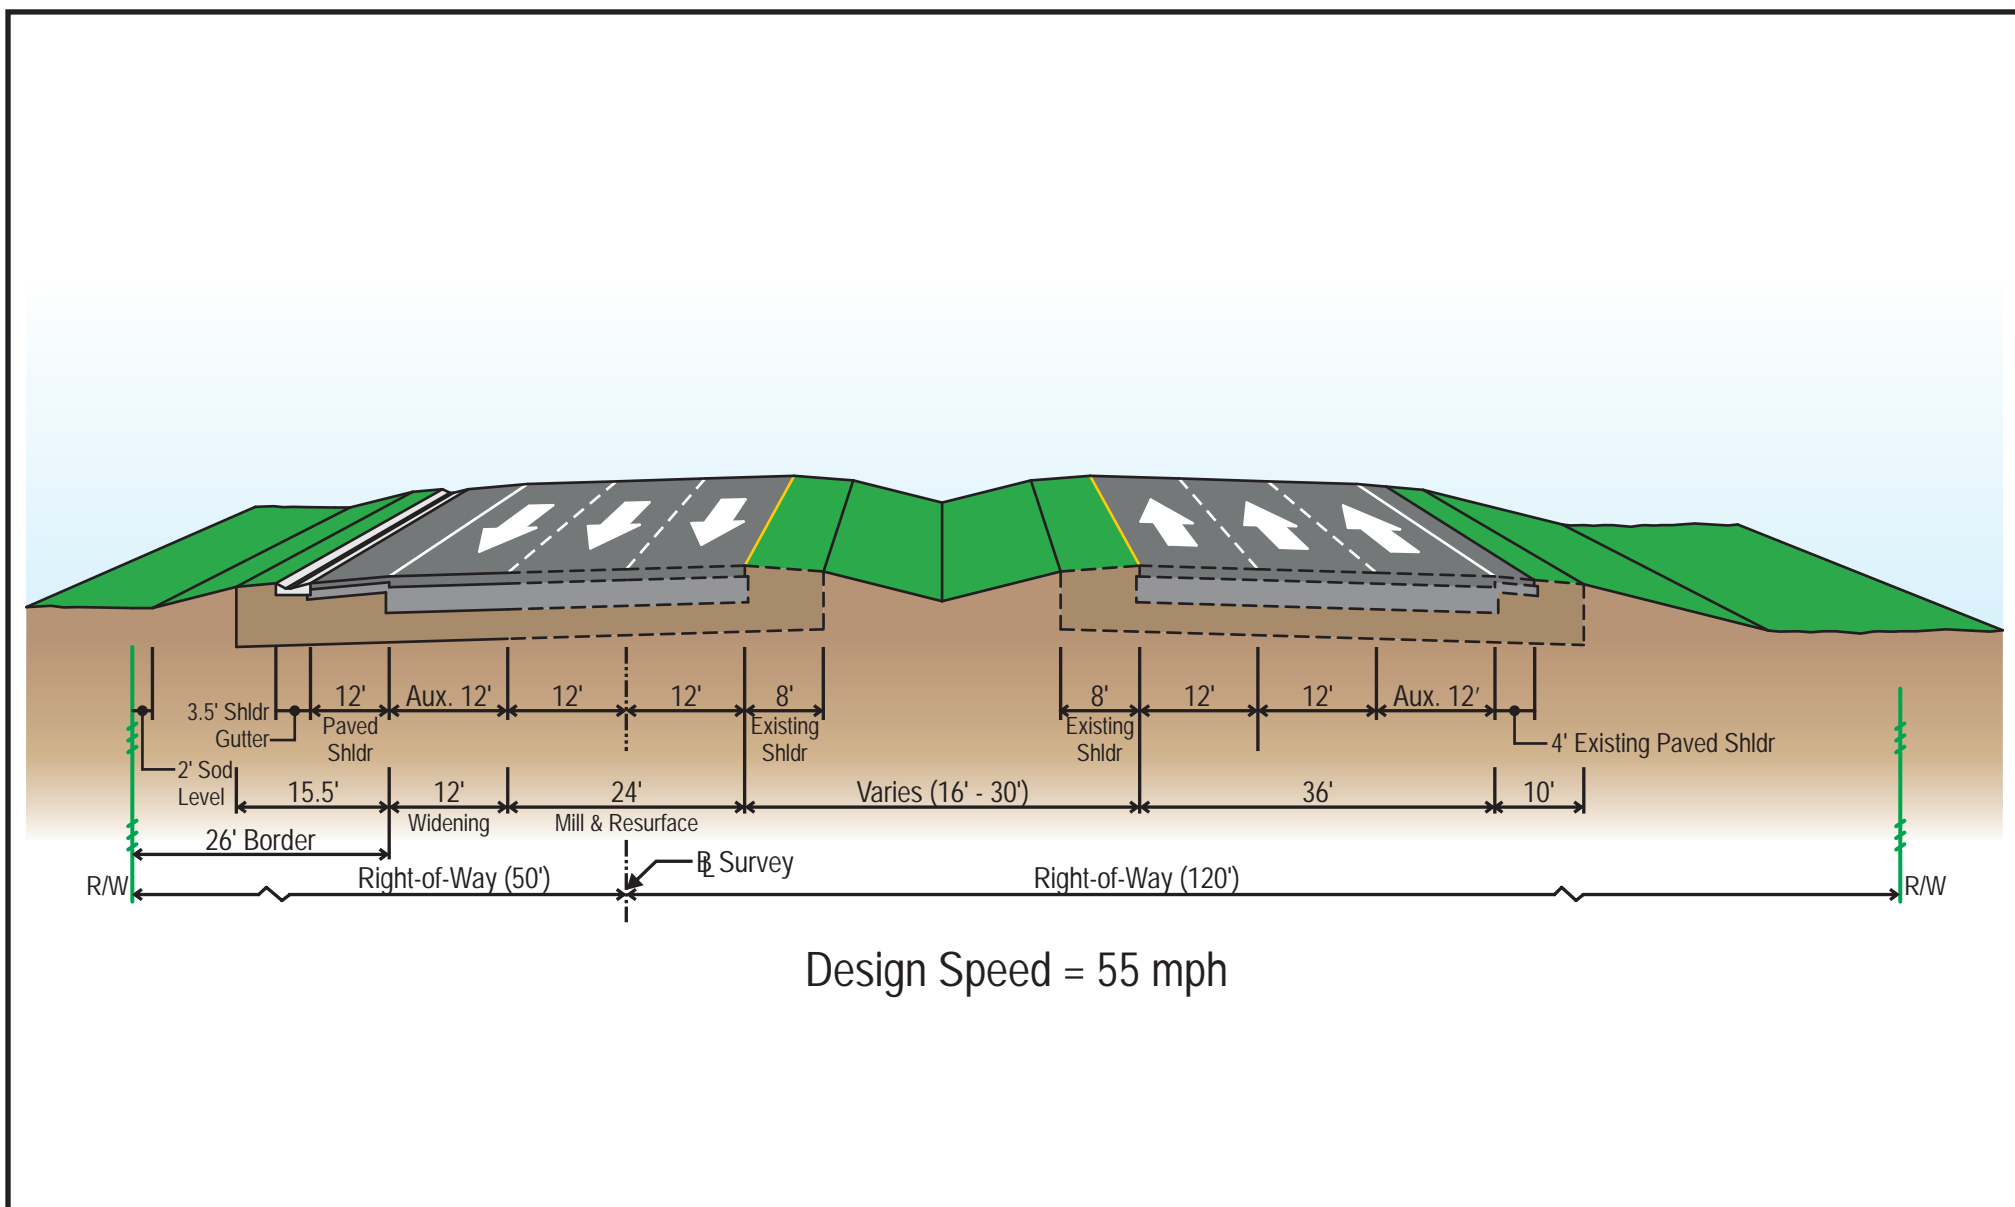 12'
Aux. 12'
12'
12'
8'
8'
12'
12'
Aux. 12'
3.5' Shldr
Gutter
Paved
Shldr
Existing
Shldr
Existing
Shldr
4' Existing Paved Shldr
2' Sod
Level
15.5'
12'
24'
Varies (16' - 30')
36'
10'
Widening
Mill & Resurface
26' Border
BL Survey
R/W
Right-of-Way (50')
Right-of-Way (120')
R/W
Design Speed = 55 mph